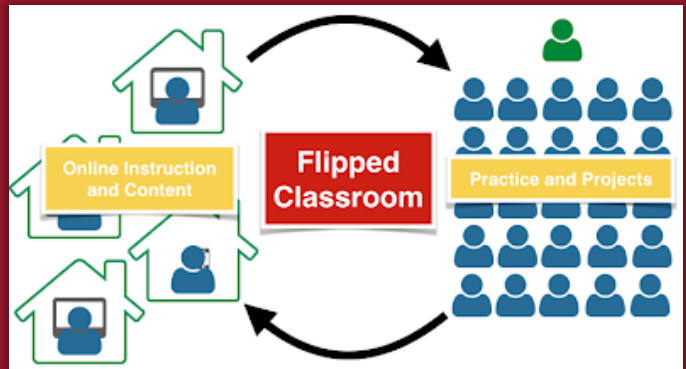 Online Instruction
and Content
Flipped
Classroom
Practice and Projects